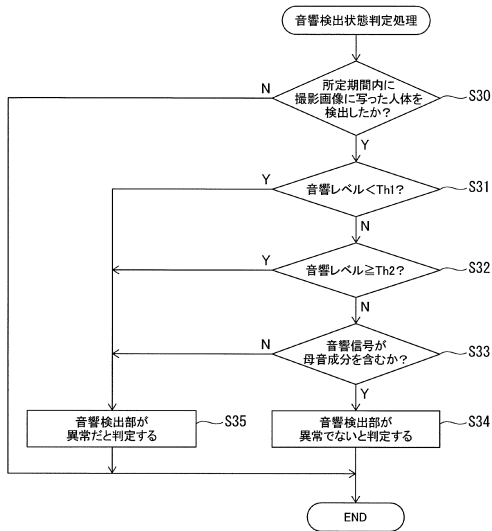 音響検出状態判定処理
所定期間内に
撮影画像に写った人体を
検出したか？
S30
N
Y
音響レベル＜Th1？
S31
Y
N
音響レベル≧Th2？
S32
Y
N
音響信号が
母音成分を含むか？
S33
N
Y
音響検出部が
異常だと判定する
S35
音響検出部が
異常でないと判定する
S34
END